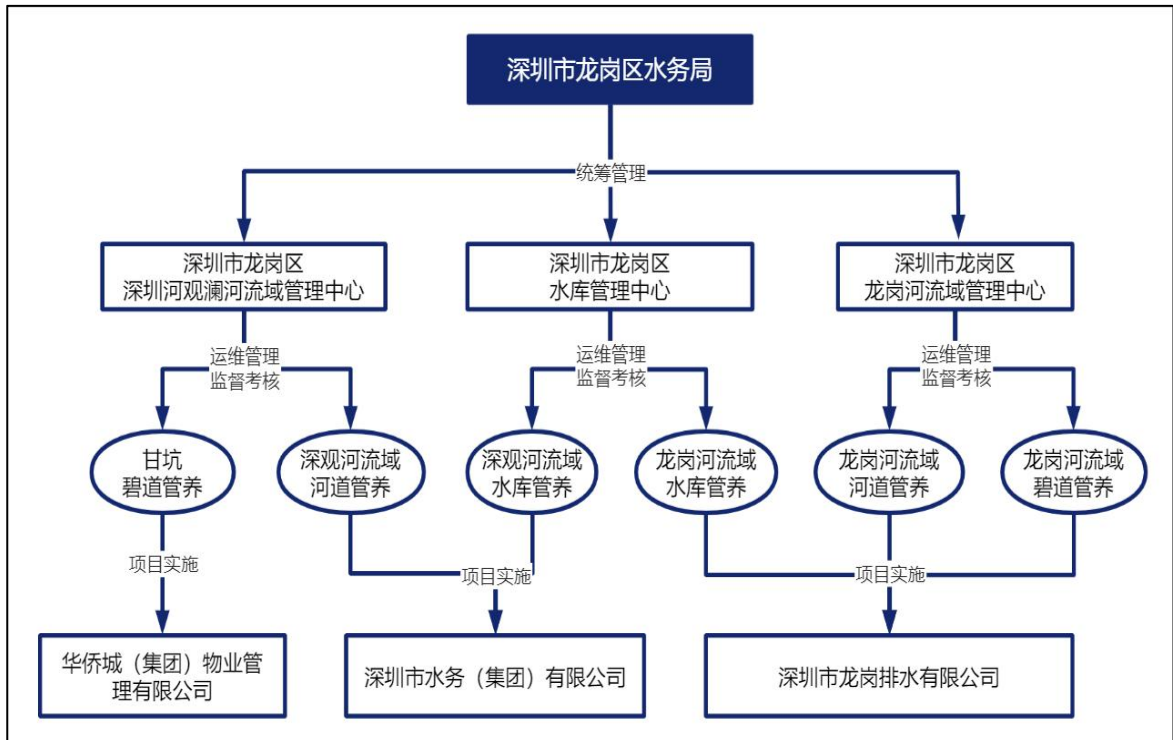 深圳市龙岗区水务局
统筹管理
深圳市龙岗区
深圳河观澜河流域管理中心
深圳市龙岗区
水库管理中心
深圳市龙岗区
龙岗河流域管理中心
运维管理
监督考核
运维管理
监督考核
运维管理
监督考核
甘坑
碧道管养
深观河流域
河道管养
深观河流域
水库管养
龙岗河流域
水库管养
龙岗河流域
河道管养
龙岗河流域
碧道管养
项目实施
项目实施
项目实施
华侨城（集团）物业管
理有限公司
深圳市水务（集团）有限公司
深圳市龙岗排水有限公司